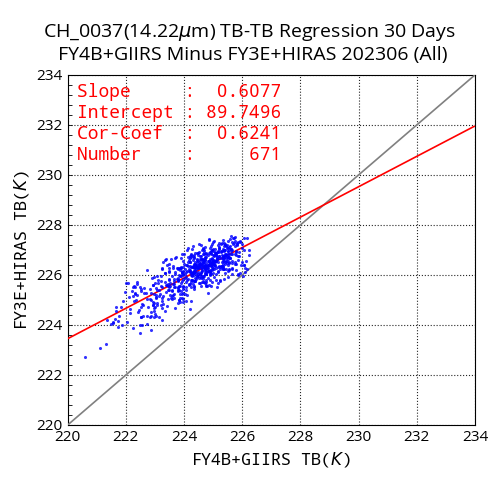 CH_0037(14.22μm) TB-TB Regression 30 Days
FY4B+GIIRS Minus FY3E+HIRAS 202306 (All)
Slope : 0.6077
Intercept : 89.7496
Cor-Coef : 0.6241
Number : 671
FY3E+HIRAS TB(K)
234
232
230
228
226
224
222
220
220 222 224 226 228 230 232 234
FY4B+GIIRS TB(K)